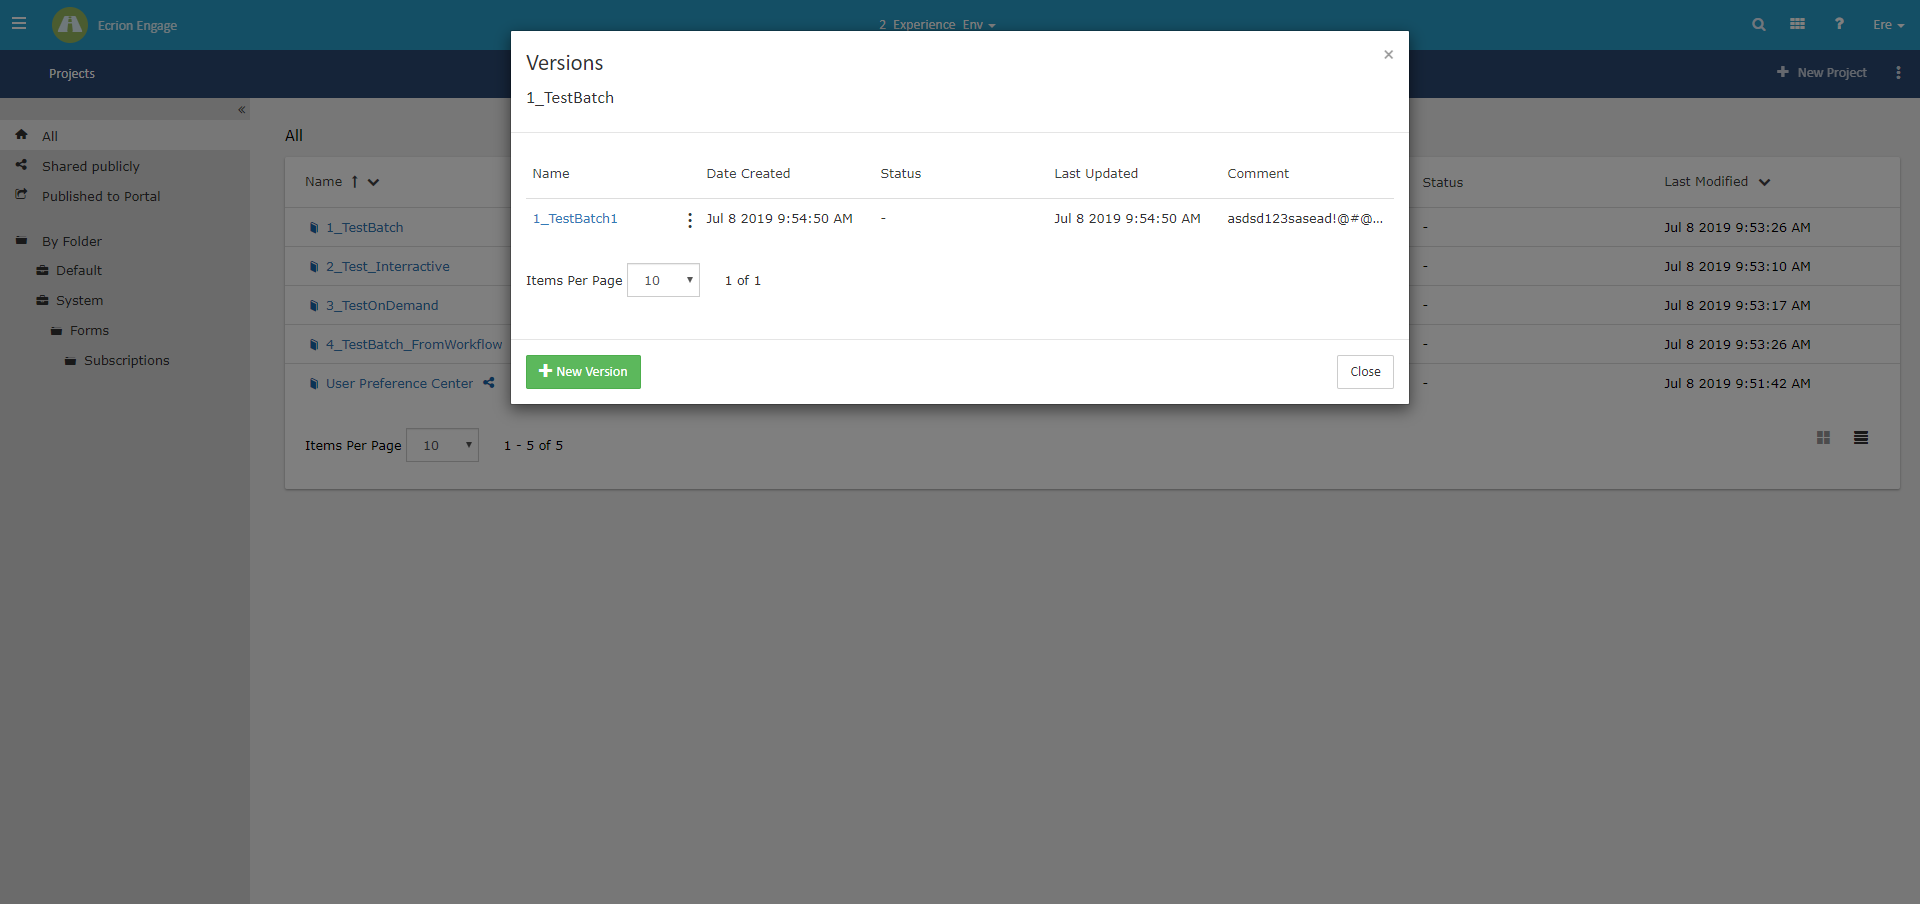 Ecrion Engage
2_Experience_Env
?
Ere
Projects
New Project
«
All
Shared publicly
Published to Portal
By Folder
Default
System
Forms
Subscriptions
All
Name
Status
Last Modified
1_TestBatch
-
Jul 8 2019 9:53:26 AM
2_Test_Interractive
-
Jul 8 2019 9:53:10 AM
3_TestOnDemand
-
Jul 8 2019 9:53:17 AM
4_TestBatch_FromWorkflow
-
Jul 8 2019 9:53:26 AM
User Preference Center
-
Jul 8 2019 9:51:42 AM
Items Per Page 10 1 - 5 of 5
Versions
×
1_TestBatch
Name Date Created Status Last Updated Comment
1_TestBatch1 Jul 8 2019 9:54:50 AM - Jul 8 2019 9:54:50 AM asdsd123sasead!@#@...
Items Per Page 10 1 of 1
New Version
Close